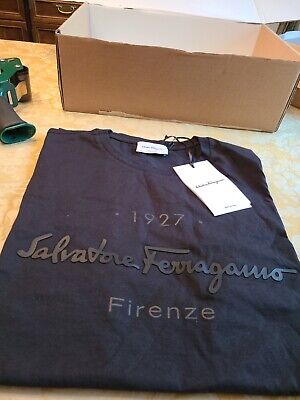 · 1927 ·
Salvatore Ferragamo
Firenze